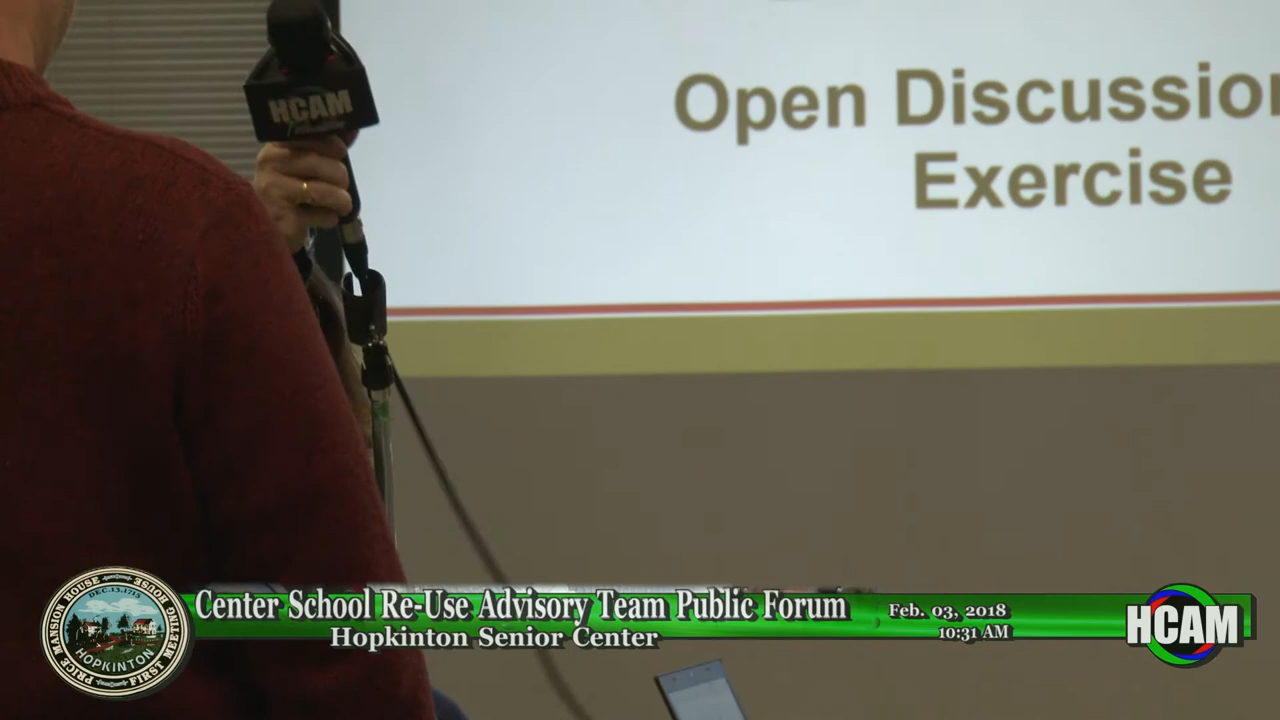 HCAM
Open Discussion
Exercise
Center School Re-Use Advisory Team Public Forum
Hopkinton Senior Center
Feb. 03, 2018
10:31 AM
HCAM
PRICE MANSION HOUSE
FIRST MEETING HOUSE
DEC.13.1715
HOPKINTON